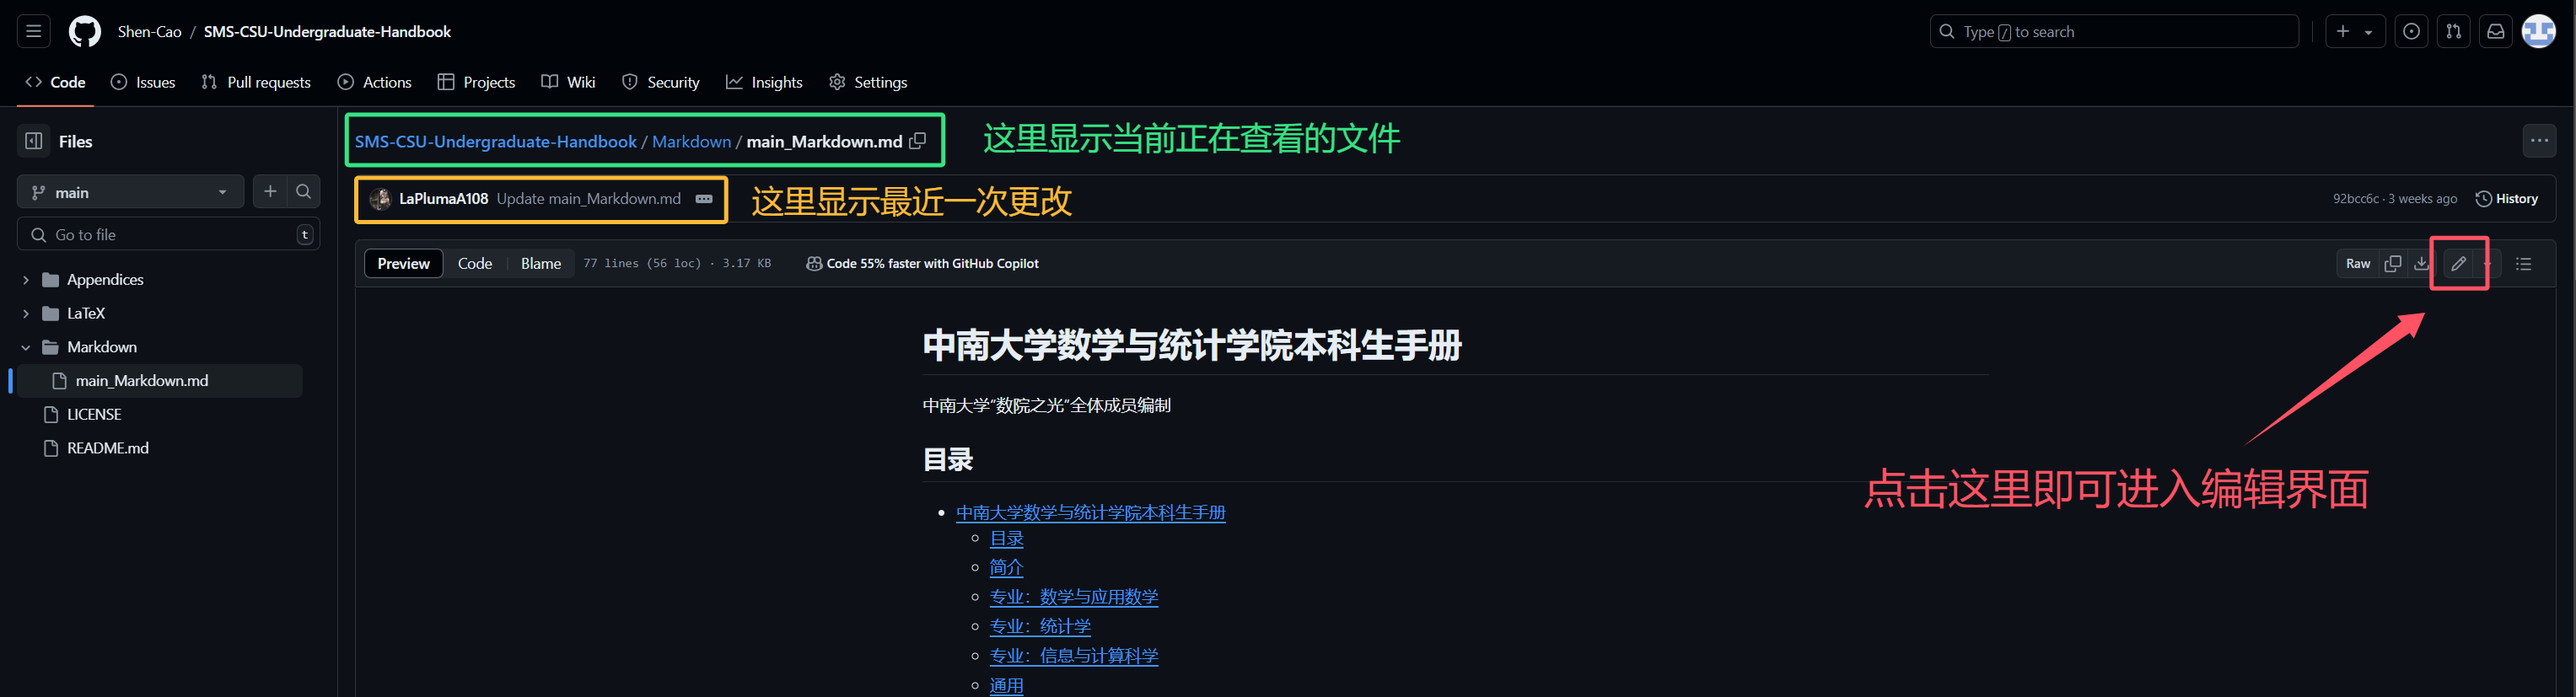 Shen-Cao / SMS-CSU-Undergraduate-Handbook
Type / to search
Code
Issues
Pull requests
Actions
Projects
Wiki
Security
Insights
Settings
Files
main
Go to file
t
Appendices
LaTeX
Markdown
main_Markdown.md
LICENSE
README.md
SMS-CSU-Undergraduate-Handbook / Markdown / main_Markdown.md
这里显示当前正在查看的文件
LaPlumaA108 Update main_Markdown.md
这里显示最近一次更改
92bcc6c · 3 weeks ago
History
Preview
Code
Blame
77 lines (56 loc) · 3.17 KB
Code 55% faster with GitHub Copilot
Raw
点击这里即可进入编辑界面
中南大学数学与统计学院本科生手册
中南大学“数院之光”全体成员编制
目录
中南大学数学与统计学院本科生手册
目录
简介
专业：数学与应用数学
专业：统计学
专业：信息与计算科学
通用